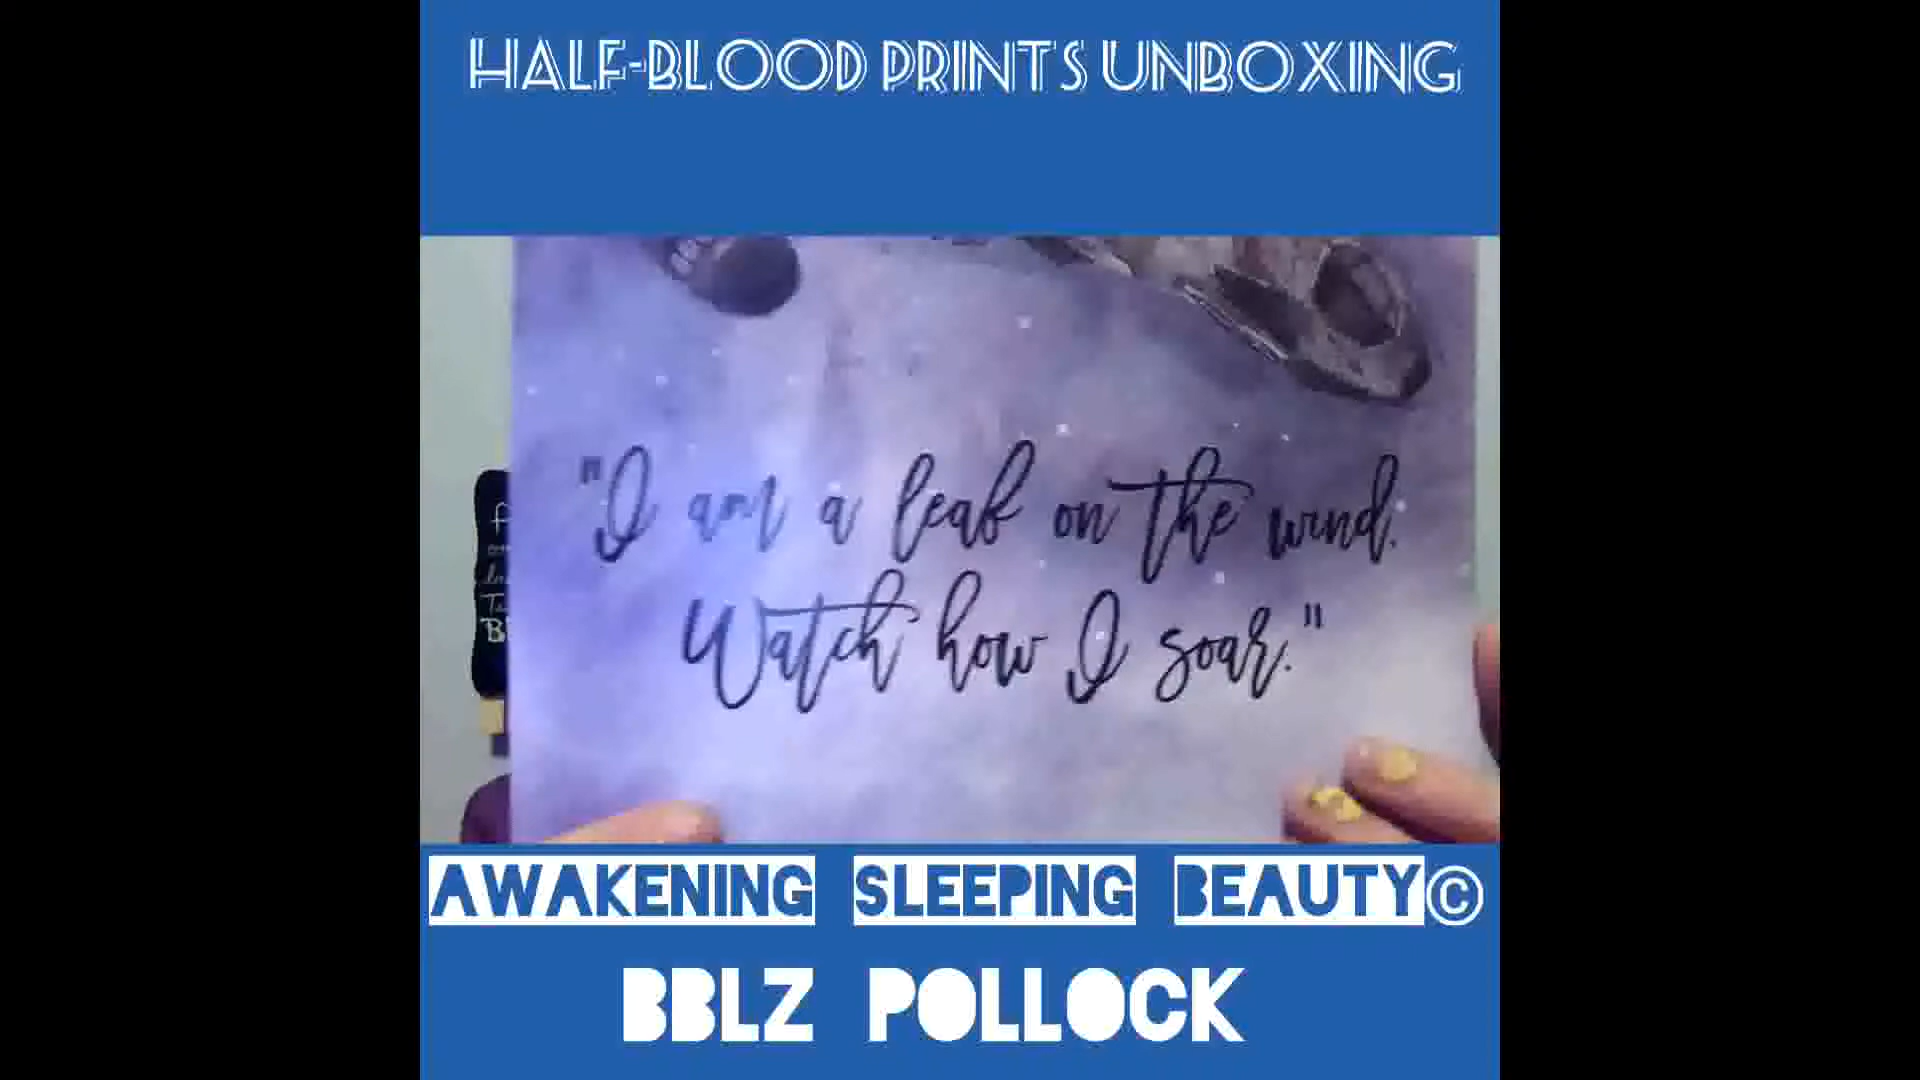 HALF-BLOOD PRINTS UNBOXING
"I am a leaf on the wind.
Watch how I soar."
AWAKENING SLEEPING BEAUTY©
BBLZ POLLOCK